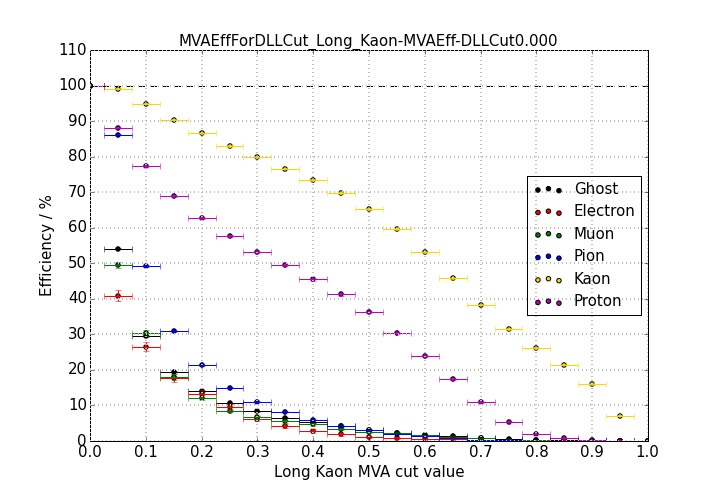 MVAEffForDLLCut_Long_Kaon-MVAEff-DLLCut0.000
110
100
90
80
70
60
50
40
30
20
10
0
Efficiency / %
Ghost
Electron
Muon
Pion
Kaon
Proton
0.0 0.1 0.2 0.3 0.4 0.5 0.6 0.7 0.8 0.9 1.0
Long Kaon MVA cut value